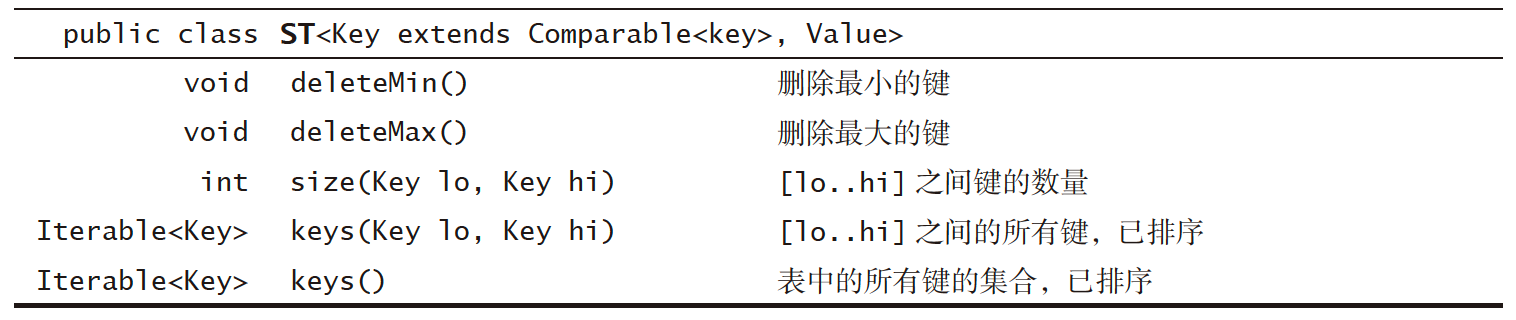 public class ST<Key extends Comparable<key>, Value>
void deleteMin() 删除最小的键
void deleteMax() 删除最大的键
int size(Key lo, Key hi) [lo..hi] 之间键的数量
Iterable<Key> keys(Key lo, Key hi) [lo..hi] 之间的所有键，已排序
Iterable<Key> keys() 表中的所有键的集合，已排序